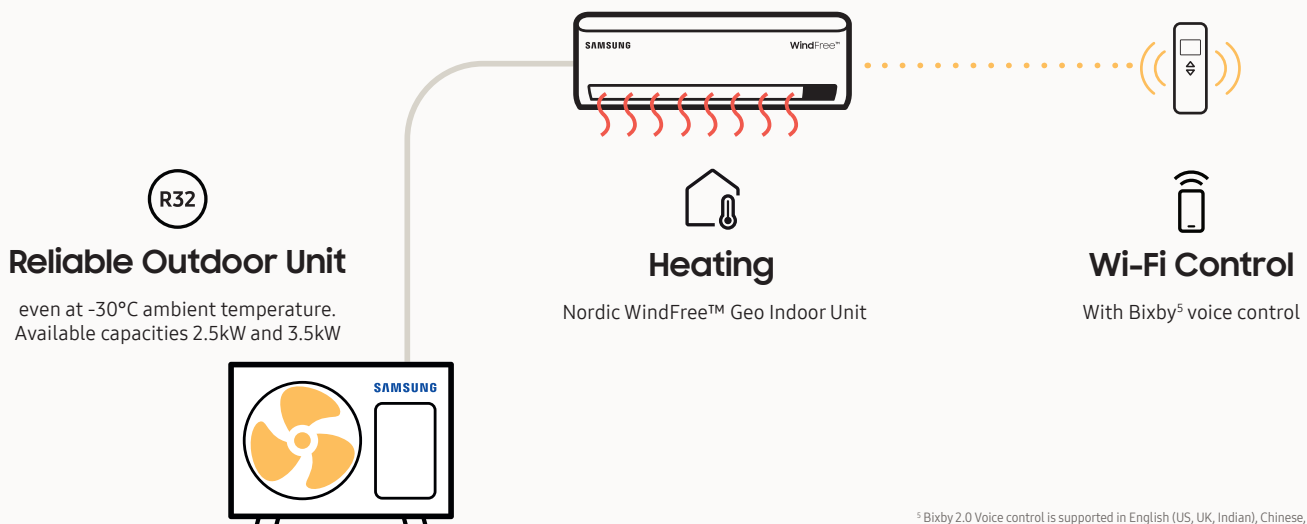 SAMSUNG
WindFree™
R32
Reliable Outdoor Unit
even at -30°C ambient temperature.
Available capacities 2.5kW and 3.5kW
Heating
Nordic WindFree™ Geo Indoor Unit
Wi-Fi Control
With Bixby⁵ voice control
SAMSUNG
⁵ Bixby 2.0 Voice control is supported in English (US, UK, Indian), Chinese,